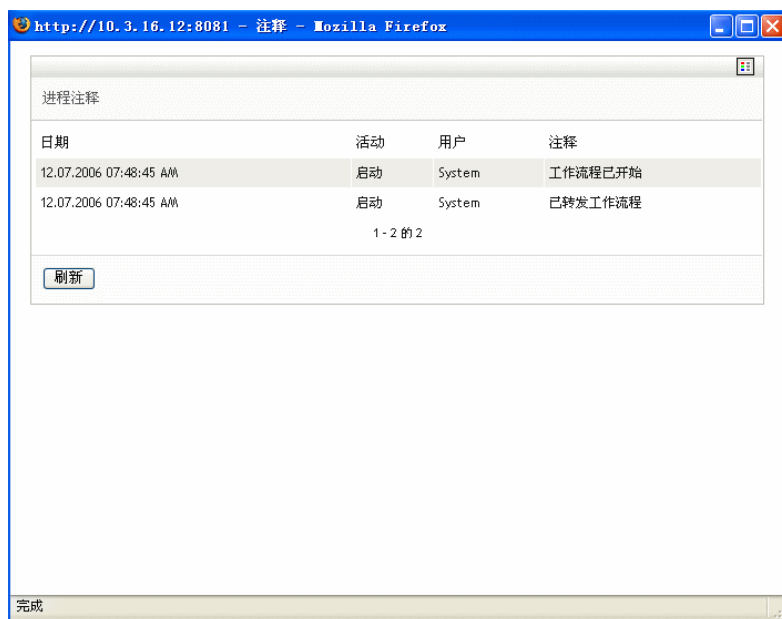 http://10.3.16.12:8081 - 注释 - Mozilla Firefox
进程注释
日期 活动 用户 注释
12.07.2006 07:48:45 AM 启动 System 工作流程已开始
12.07.2006 07:48:45 AM 启动 System 已转发工作流程
1 - 2 的 2
刷新
完成